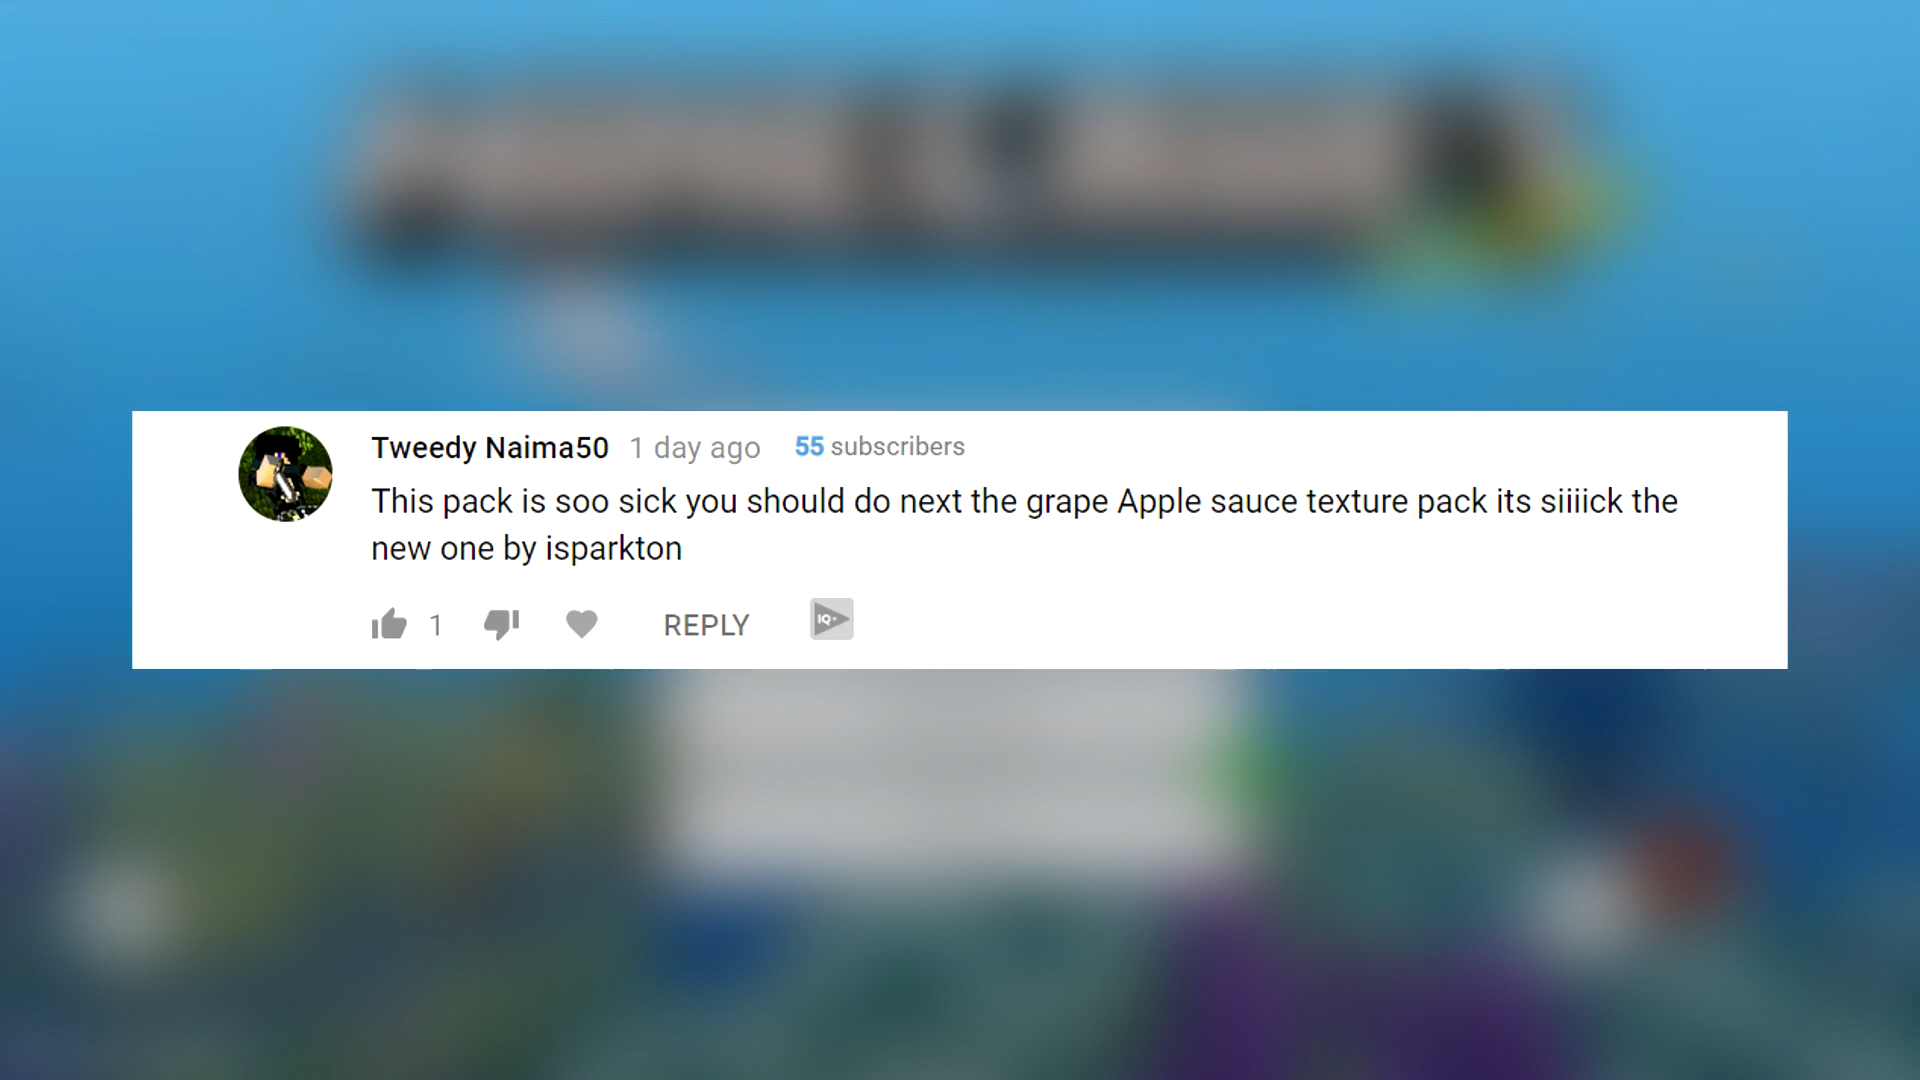 Tweedy Naima50 1 day ago 55 subscribers
This pack is soo sick you should do next the grape Apple sauce texture pack its siiiick the
new one by isparkton
1 REPLY IQ